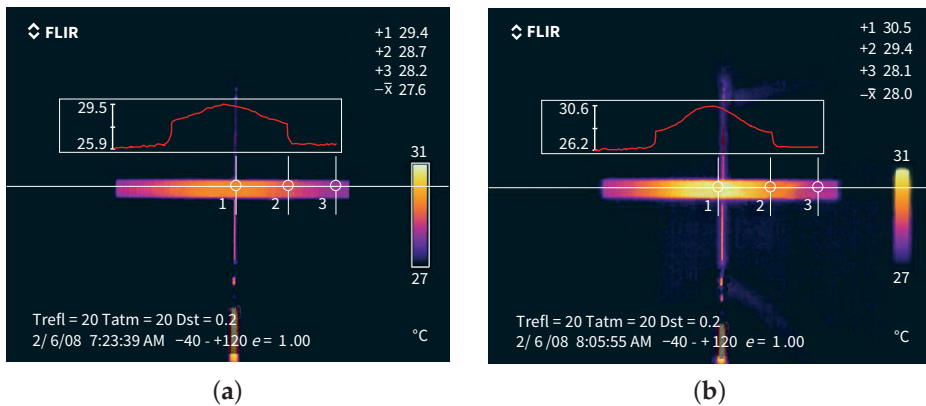 FLIR
+1 29.4
+2 28.7
+3 28.2
−x̅ 27.6
29.5
25.9
31
1 2 3
27
Trefl = 20 Tatm = 20 Dst = 0.2
2/ 6/08 7:23:39 AM −40 - +120 e = 1.00
°C
(a)
FLIR
+1 30.5
+2 29.4
+3 28.1
−x̅ 28.0
30.6
26.2
31
1 2 3
27
Trefl = 20 Tatm = 20 Dst = 0.2
2/ 6/08 8:05:55 AM −40 - +120 e = 1.00
°C
(b)